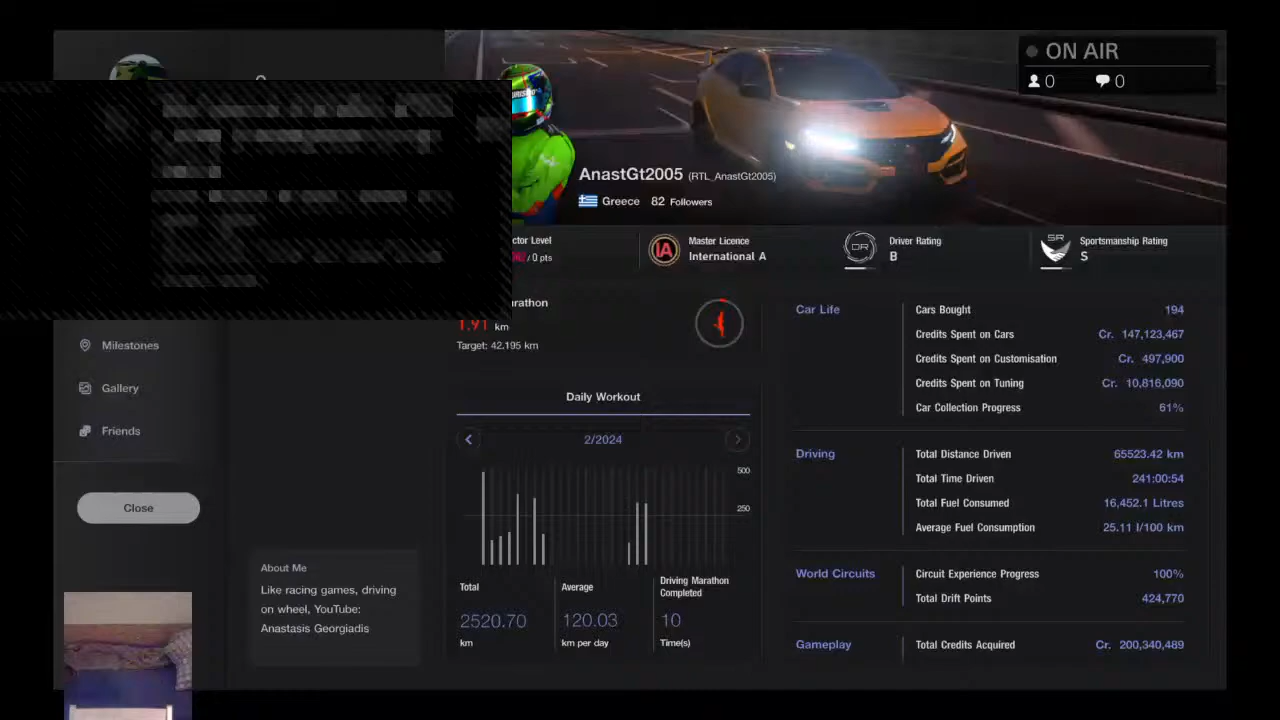 ON AIR
0 0
AnastGt2005 (RTL_AnastGt2005)
Greece 82 Followers
Level
/ 0 pts
IA
Master Licence
International A
DR
Driver Rating
B
SR
Sportsmanship Rating
S
1.91 km
Target: 42.195 km
Milestones
Gallery
Friends
Close
About Me
Like racing games, driving
on wheel, YouTube:
Anastasis Georgiadis
Daily Workout
2/2024
500
250
Total
2520.70
km
Average
120.03
km per day
Driving Marathon
Completed
10
Time(s)
Car Life
Cars Bought 194
Credits Spent on Cars Cr. 147,123,467
Credits Spent on Customisation Cr. 497,900
Credits Spent on Tuning Cr. 10,816,090
Car Collection Progress 61%
Driving
Total Distance Driven 65523.42 km
Total Time Driven 241:00:54
Total Fuel Consumed 16,452.1 Litres
Average Fuel Consumption 25.11 l/100 km
World Circuits
Circuit Experience Progress 100%
Total Drift Points 424,770
Gameplay
Total Credits Acquired Cr. 200,340,489